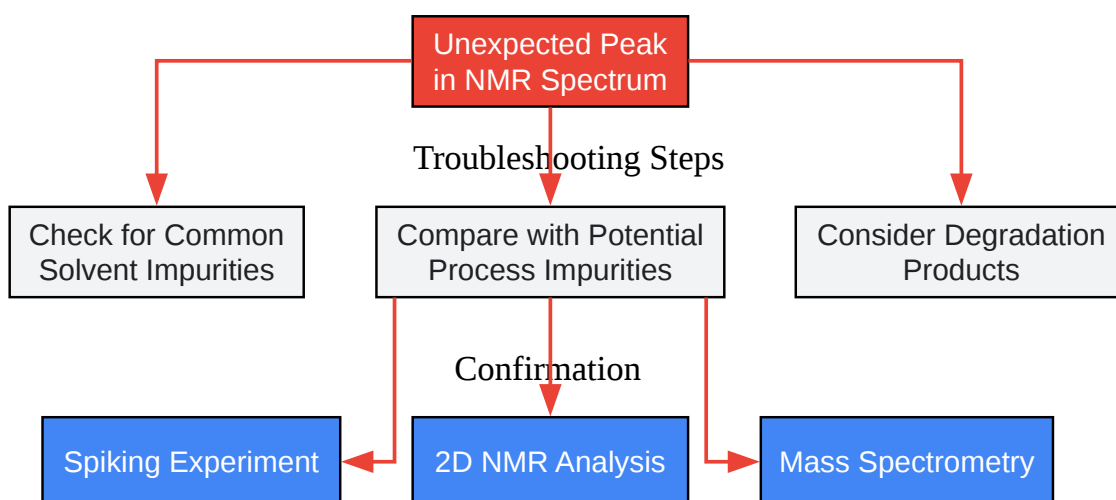 Unexpected Peak
in NMR Spectrum
Troubleshooting Steps
Check for Common
Solvent Impurities
Compare with Potential
Process Impurities
Consider Degradation
Products
Confirmation
Spiking Experiment
2D NMR Analysis
Mass Spectrometry